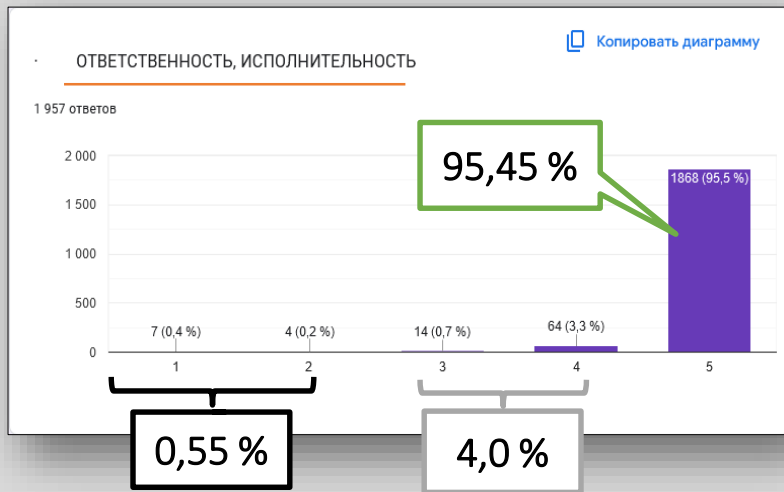 Копировать диаграмму
· ОТВЕТСТВЕННОСТЬ, ИСПОЛНИТЕЛЬНОСТЬ
1 957 ответов
95,45 %
2 000
1 500
1 000
500
0
7 (0,4 %)
4 (0,2 %)
14 (0,7 %)
64 (3,3 %)
1868 (95,5 %)
1 2 3 4 5
0,55 %
4,0 %